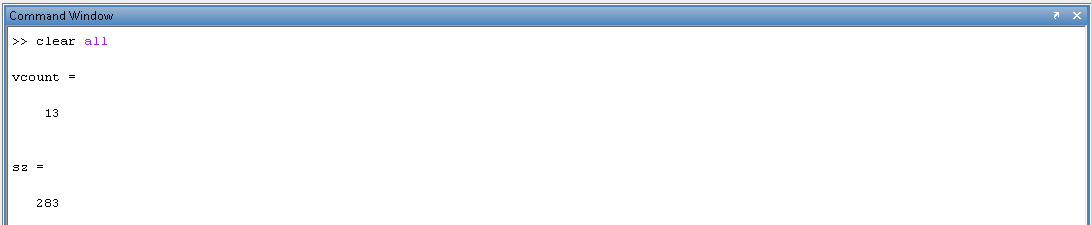 Command Window
>> clear all
vcount =
13
sz =
283